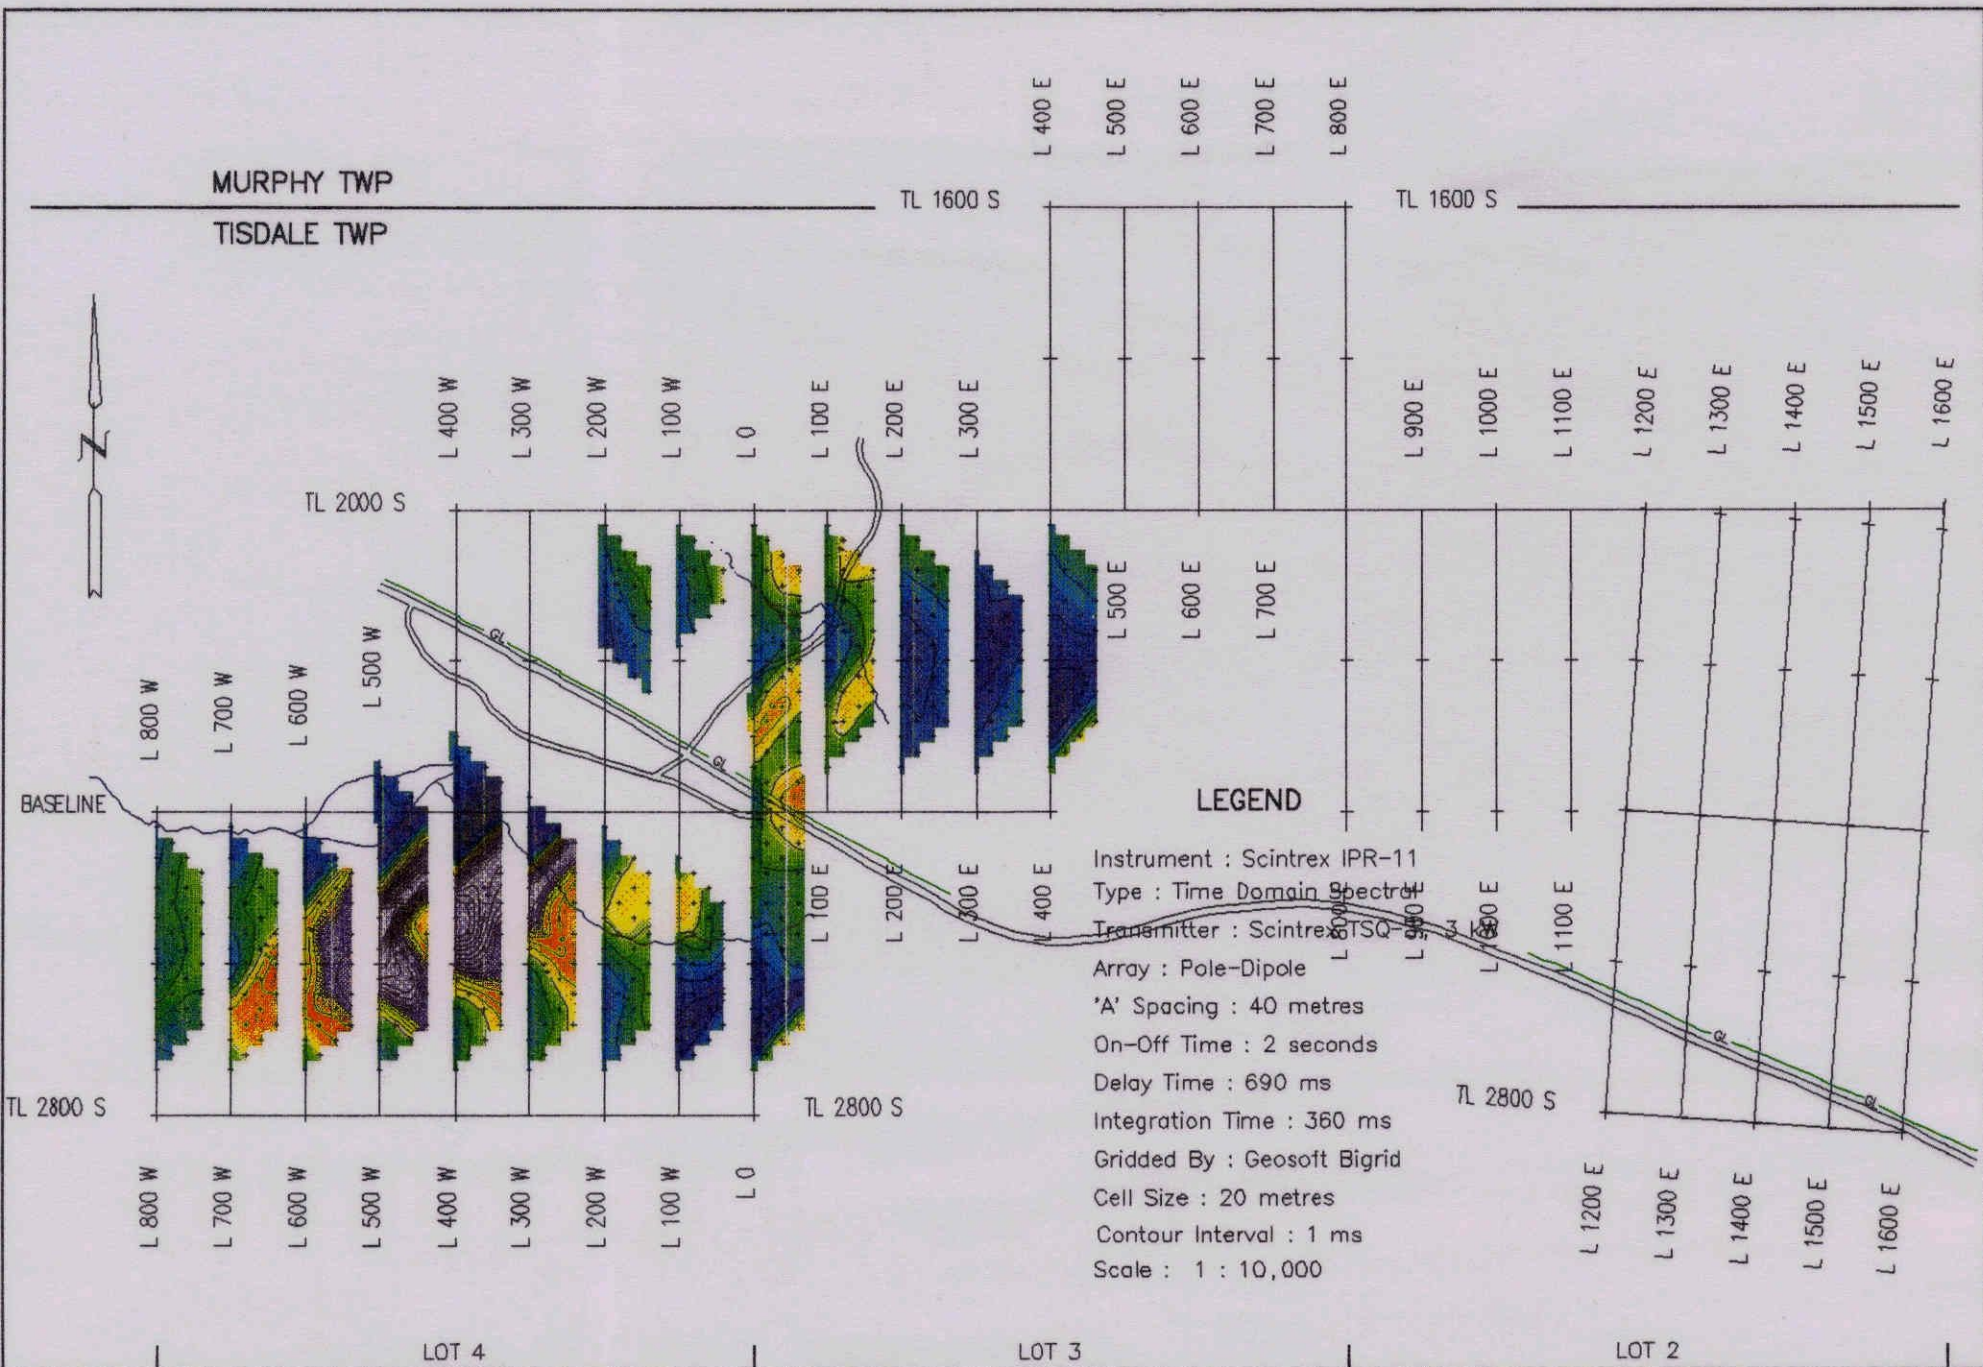 L 400 E
L 500 E
L 600 E
L 700 E
L 800 E
MURPHY TWP
TL 1600 S
TL 1600 S
TISDALE TWP
N
L 400 W
L 300 W
L 200 W
L 100 W
L 0
L 100 E
L 200 E
L 300 E
L 900 E
L 1000 E
L 1100 E
L 1200 E
L 1300 E
L 1400 E
L 1500 E
L 1600 E
TL 2000 S
L 500 E
L 600 E
L 700 E
L 800 W
L 700 W
L 600 W
L 500 W
GL
GL
BASELINE
LEGEND
Instrument : Scintrex IPR-11
Type : Time Domain Spectral
Transmitter : Scintrex TSQ- , 3 kW
Array : Pole-Dipole
'A' Spacing : 40 metres
On-Off Time : 2 seconds
Delay Time : 690 ms
Integration Time : 360 ms
Gridded By : Geosoft Bigrid
Cell Size : 20 metres
Contour Interval : 1 ms
Scale : 1 : 10,000
L 100 E
L 200 E
L 300 E
L 400 E
L 800 E
L 900 E
L 1000 E
L 1100 E
GL
GL
TL 2800 S
TL 2800 S
TL 2800 S
L 800 W
L 700 W
L 600 W
L 500 W
L 400 W
L 300 W
L 200 W
L 100 W
L 0
L 1200 E
L 1300 E
L 1400 E
L 1500 E
L 1600 E
LOT 4
LOT 3
LOT 2